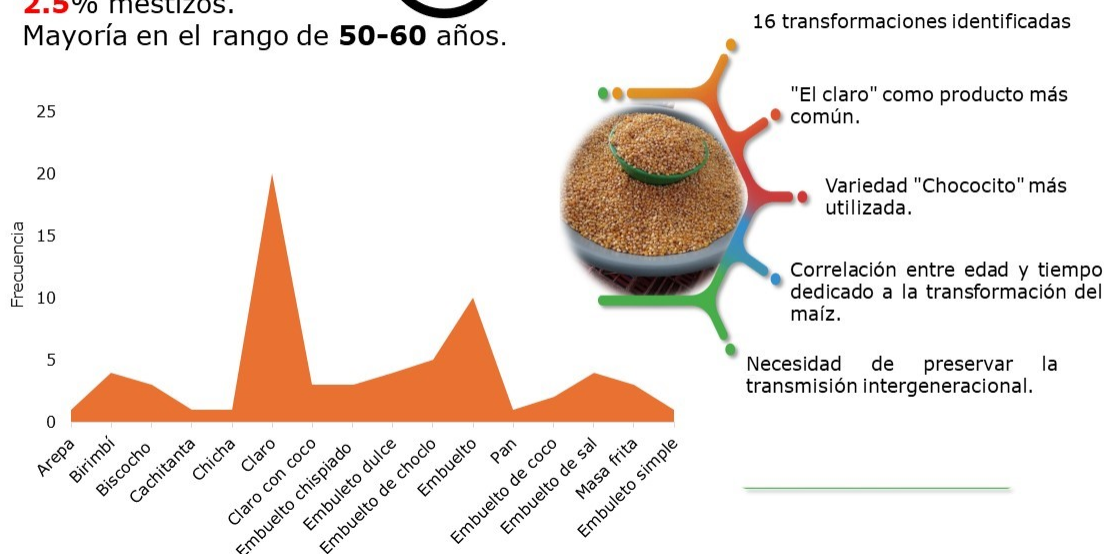 2.5% mestizos.
Mayoría en el rango de 50-60 años.
25
20
15
10
5
0
Frecuencia
Arepa
Birimbí
Biscocho
Cachitanta
Chicha
Claro
Claro con coco
Embuelto chispiado
Embuleto dulce
Embuelto de choclo
Embuelto
Pan
Embuelto de coco
Embuelto de sal
Masa frita
Embuleto simple
16 transformaciones identificadas
"El claro" como producto más
común.
Variedad "Chococito" más
utilizada.
Correlación entre edad y tiempo
dedicado a la transformación del
maíz.
Necesidad de preservar la
transmisión intergeneracional.